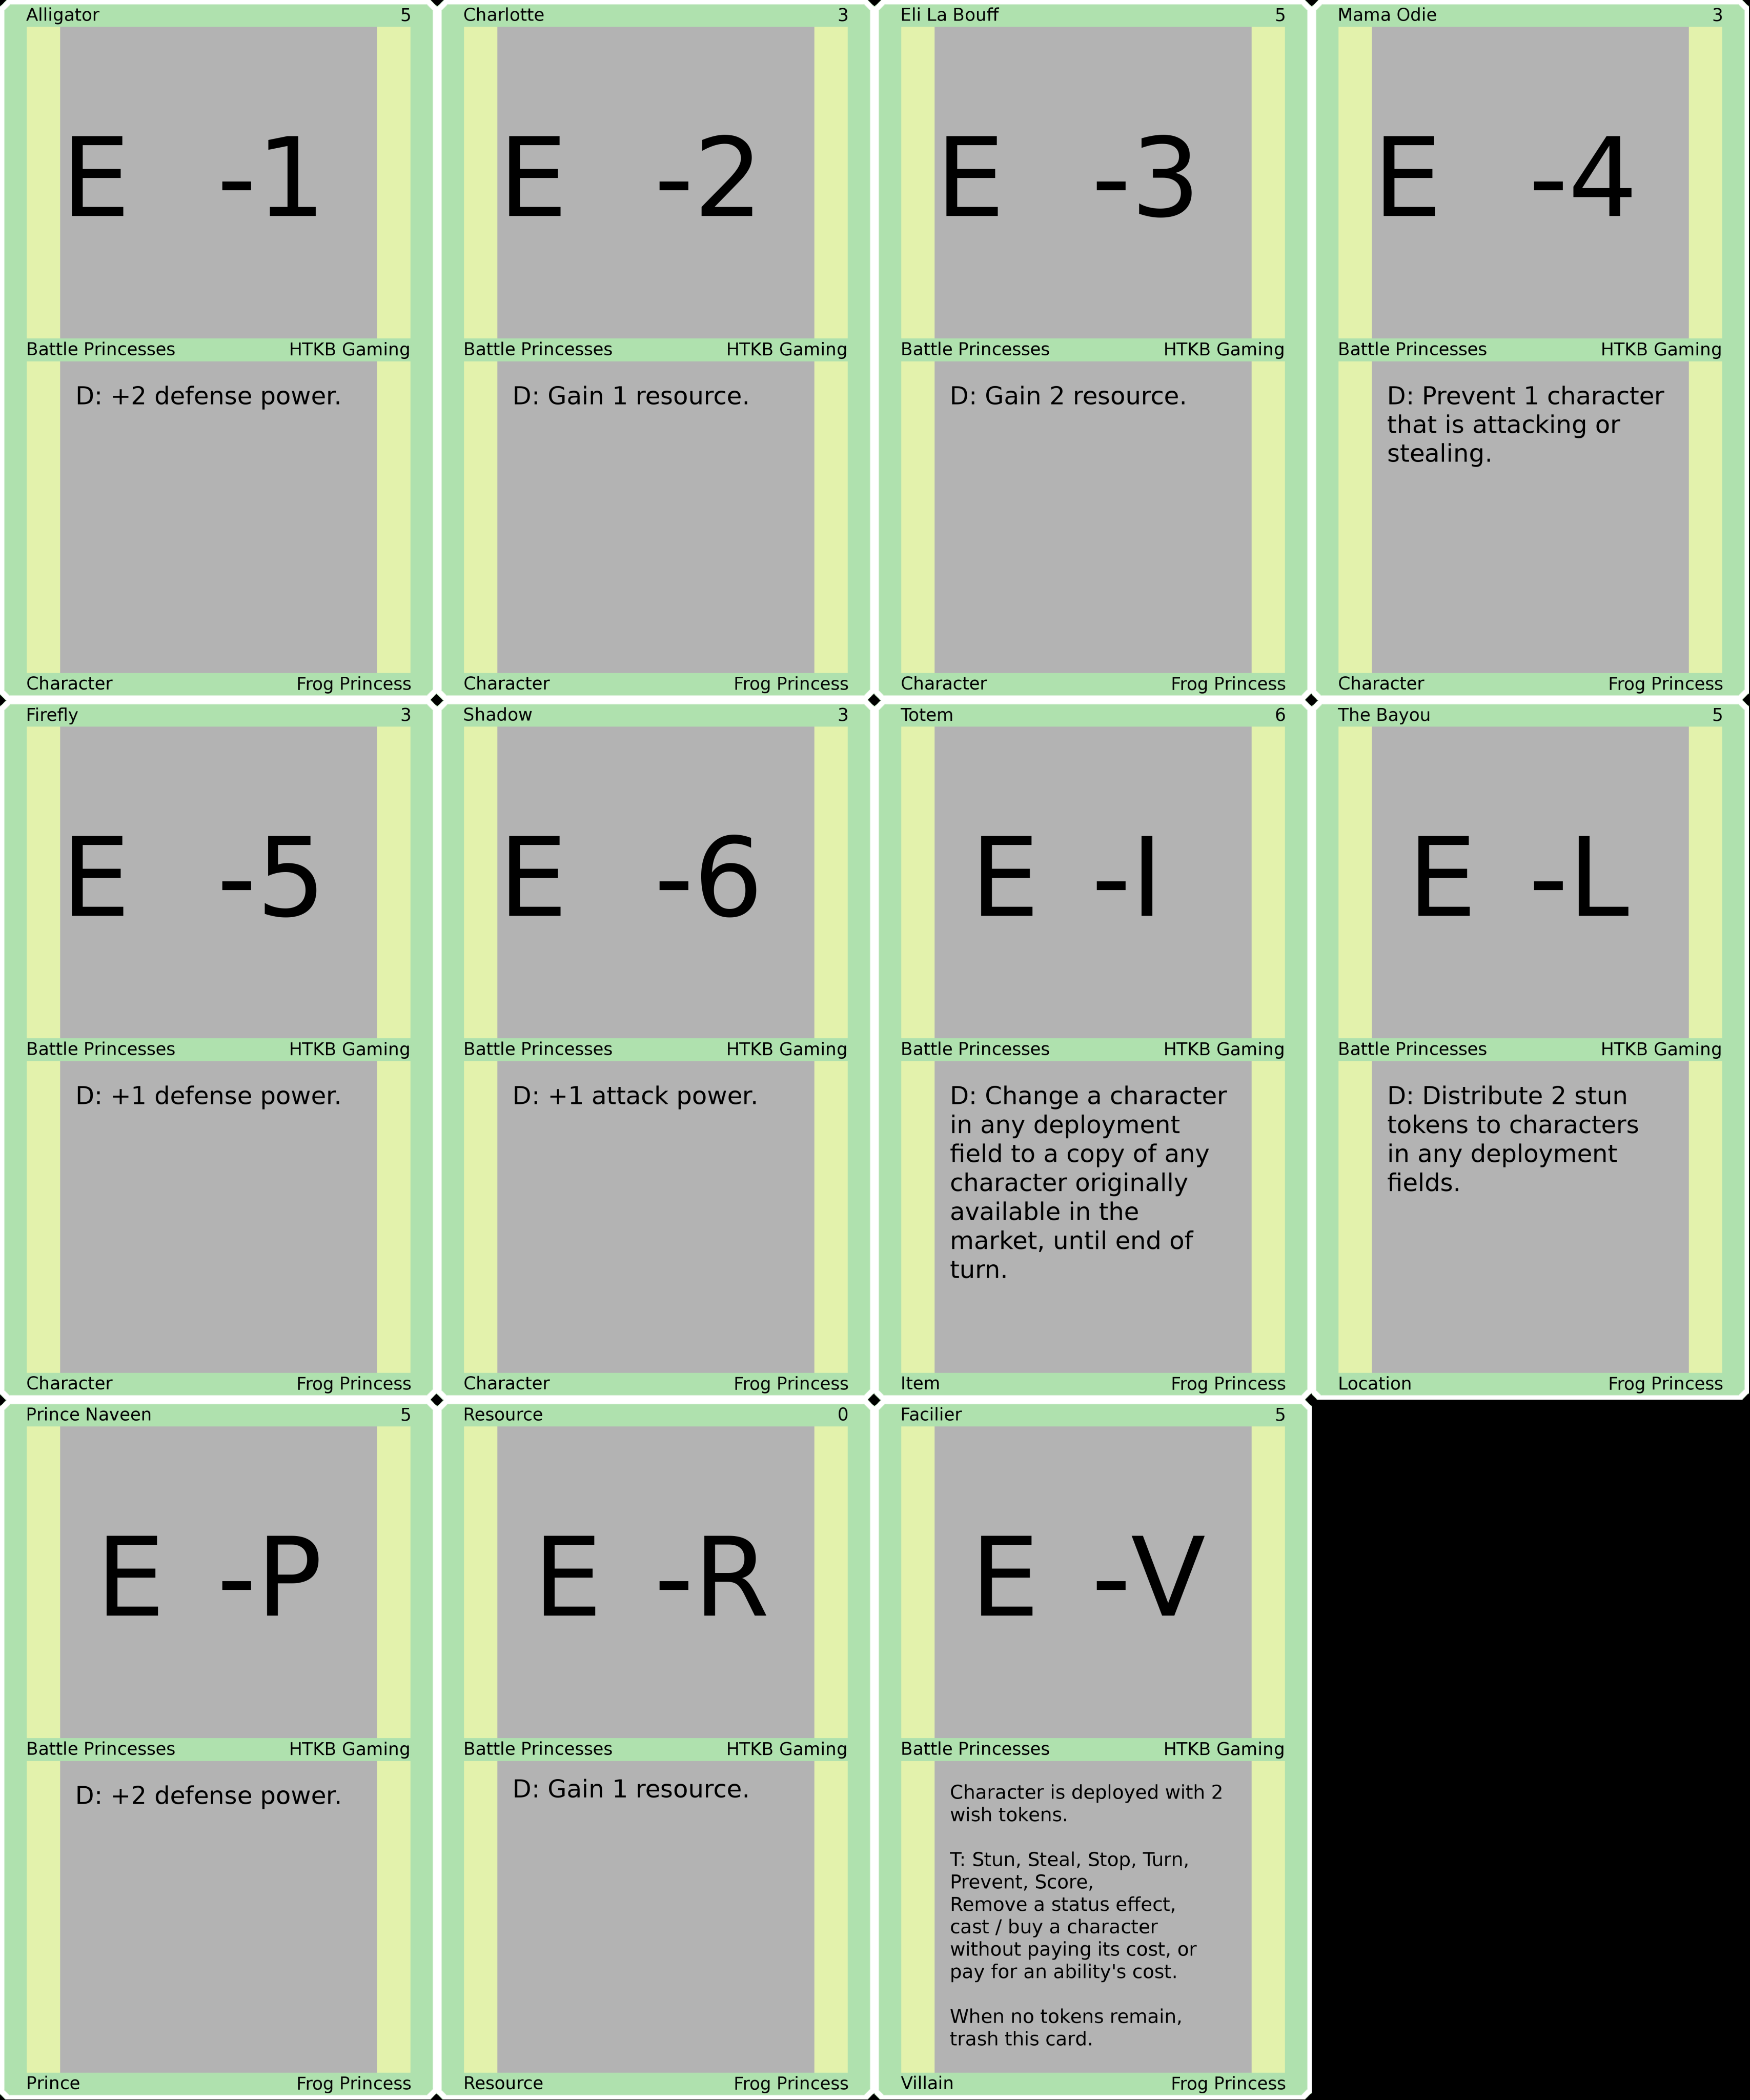 Alligator 5
E -1
Battle Princesses HTKB Gaming
D: +2 defense power.
Character Frog Princess
Charlotte 3
E -2
Battle Princesses HTKB Gaming
D: Gain 1 resource.
Character Frog Princess
Eli La Bouff 5
E -3
Battle Princesses HTKB Gaming
D: Gain 2 resource.
Character Frog Princess
Mama Odie 3
E -4
Battle Princesses HTKB Gaming
D: Prevent 1 character
that is attacking or
stealing.
Character Frog Princess
Firefly 3
E -5
Battle Princesses HTKB Gaming
D: +1 defense power.
Character Frog Princess
Shadow 3
E -6
Battle Princesses HTKB Gaming
D: +1 attack power.
Character Frog Princess
Totem 6
E -I
Battle Princesses HTKB Gaming
D: Change a character
in any deployment
field to a copy of any
character originally
available in the
market, until end of
turn.
Item Frog Princess
The Bayou 5
E -L
Battle Princesses HTKB Gaming
D: Distribute 2 stun
tokens to characters
in any deployment
fields.
Location Frog Princess
Prince Naveen 5
E -P
Battle Princesses HTKB Gaming
D: +2 defense power.
Prince Frog Princess
Resource 0
E -R
Battle Princesses HTKB Gaming
D: Gain 1 resource.
Resource Frog Princess
Facilier 5
E -V
Battle Princesses HTKB Gaming
Character is deployed with 2
wish tokens.
T: Stun, Steal, Stop, Turn,
Prevent, Score,
Remove a status effect,
cast / buy a character
without paying its cost, or
pay for an ability's cost.
When no tokens remain,
trash this card.
Villain Frog Princess